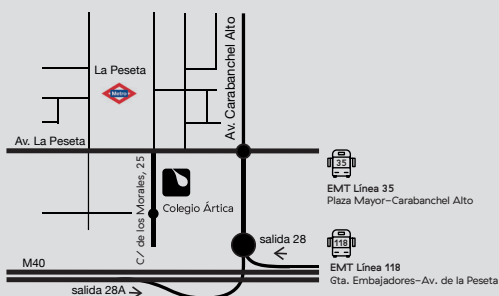 Av. Carabanchel Alto
La Peseta
Metro
Av. La Peseta
C/ de los Morales, 25
Colegio Ártica
35
EMT Línea 35
Plaza Mayor–Carabanchel Alto
118
EMT Línea 118
Gta. Embajadores–Av. de la Peseta
salida 28
M40
salida 28A